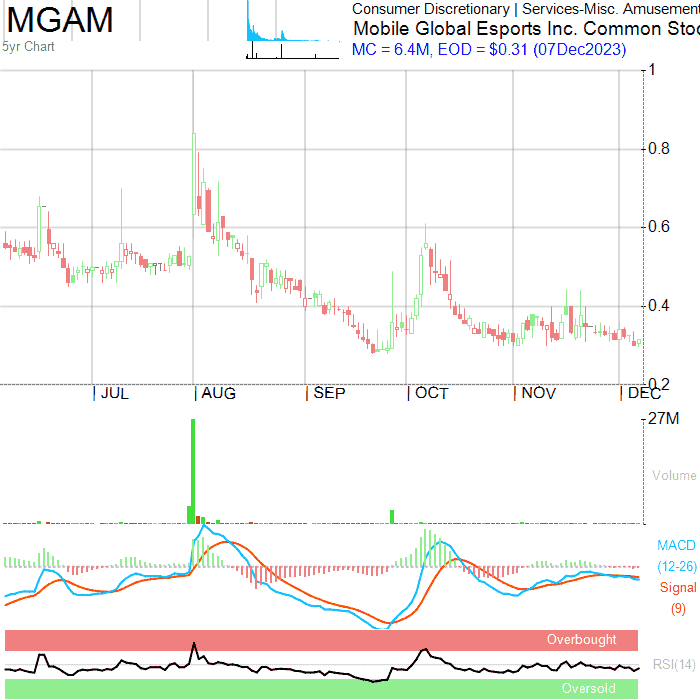 MGAM
5yr Chart
Consumer Discretionary | Services-Misc. Amusement
Mobile Global Esports Inc. Common Stoc
MC = 6.4M, EOD = $0.31 (07Dec2023)
1
0.8
0.6
0.4
0.2
JUL
AUG
SEP
OCT
NOV
DEC
27M
Volume
MACD
(12-26)
Signal
(9)
Overbought
RSI(14)
Oversold